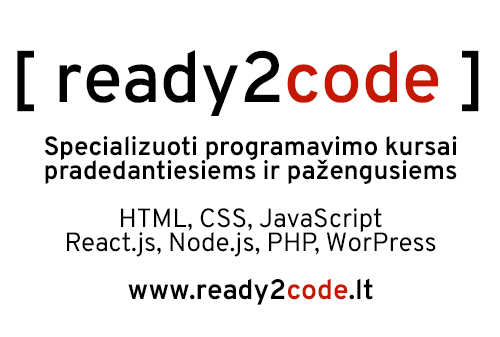 [ ready2code ]
Specializuoti programavimo kursai
pradedantiesiems ir pažengusiems
HTML, CSS, JavaScript
React.js, Node.js, PHP, WorPress
www.ready2code.lt